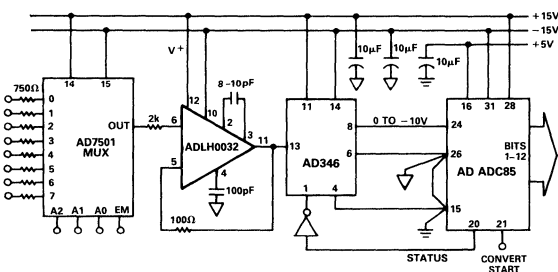 +15V
-15V
+5V
V+
10μF
10μF
10μF
14
15
12
10
8-10pF
11
14
16
31
28
750Ω
0
1
2
3
4
5
6
7
AD7501
MUX
OUT
2k
6
5
2
3
ADLH0032
4
11
100pF
100Ω
13
AD346
8
6
1
4
0 TO -10V
24
26
15
AD ADC85
BITS
1-12
20
21
A2
A1
A0
EM
STATUS
CONVERT
START